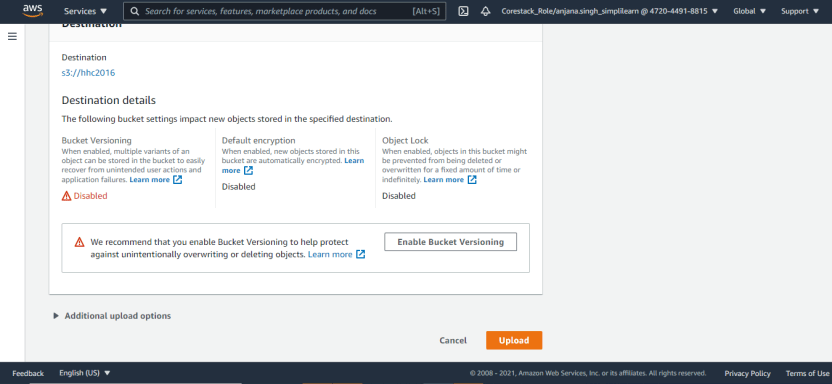 aws
Services ▼
Search for services, features, marketplace products, and docs
[Alt+S]
Corestack_Role/anjana.singh_simplilearn @ 4720-4491-8815 ▼
Global ▼
Support ▼
Destination
Destination
s3://hhc2016
Destination details
The following bucket settings impact new objects stored in the specified destination.
Bucket Versioning
When enabled, multiple variants of an
object can be stored in the bucket to easily
recover from unintended user actions and
application failures. Learn more
Disabled
Default encryption
When enabled, new objects stored in this
bucket are automatically encrypted. Learn
more
Disabled
Object Lock
When enabled, objects in this bucket might
be prevented from being deleted or
overwritten for a fixed amount of time or
indefinitely. Learn more
Disabled
We recommend that you enable Bucket Versioning to help protect
against unintentionally overwriting or deleting objects. Learn more
Enable Bucket Versioning
Additional upload options
Cancel
Upload
Feedback
English (US) ▼
© 2008 - 2021, Amazon Web Services, Inc. or its affiliates. All rights reserved.
Privacy Policy
Terms of Use